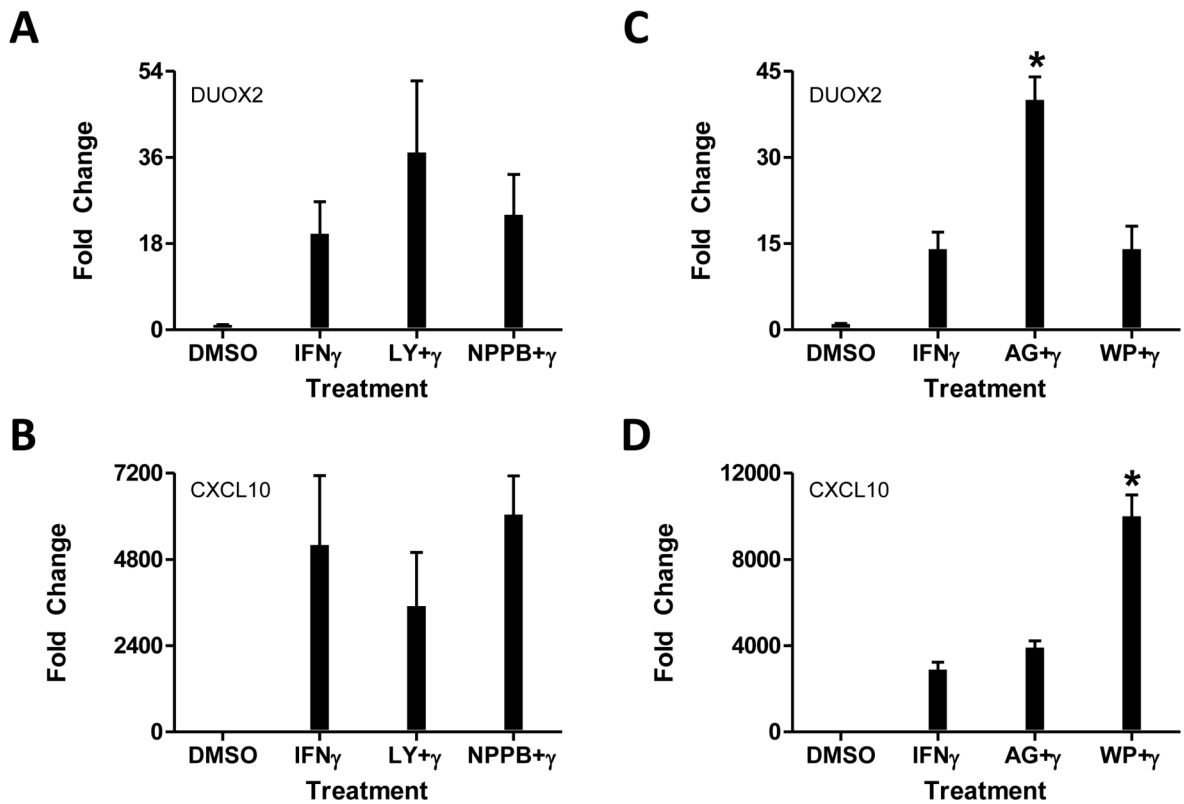 A
DUOX2
Fold Change
54
36
18
0
DMSO IFNγ LY+γ NPPB+γ
Treatment
C
DUOX2
Fold Change
45
30
15
0
*
DMSO IFNγ AG+γ WP+γ
Treatment
B
CXCL10
Fold Change
7200
4800
2400
0
DMSO IFNγ LY+γ NPPB+γ
Treatment
D
CXCL10
Fold Change
12000
8000
4000
0
*
DMSO IFNγ AG+γ WP+γ
Treatment